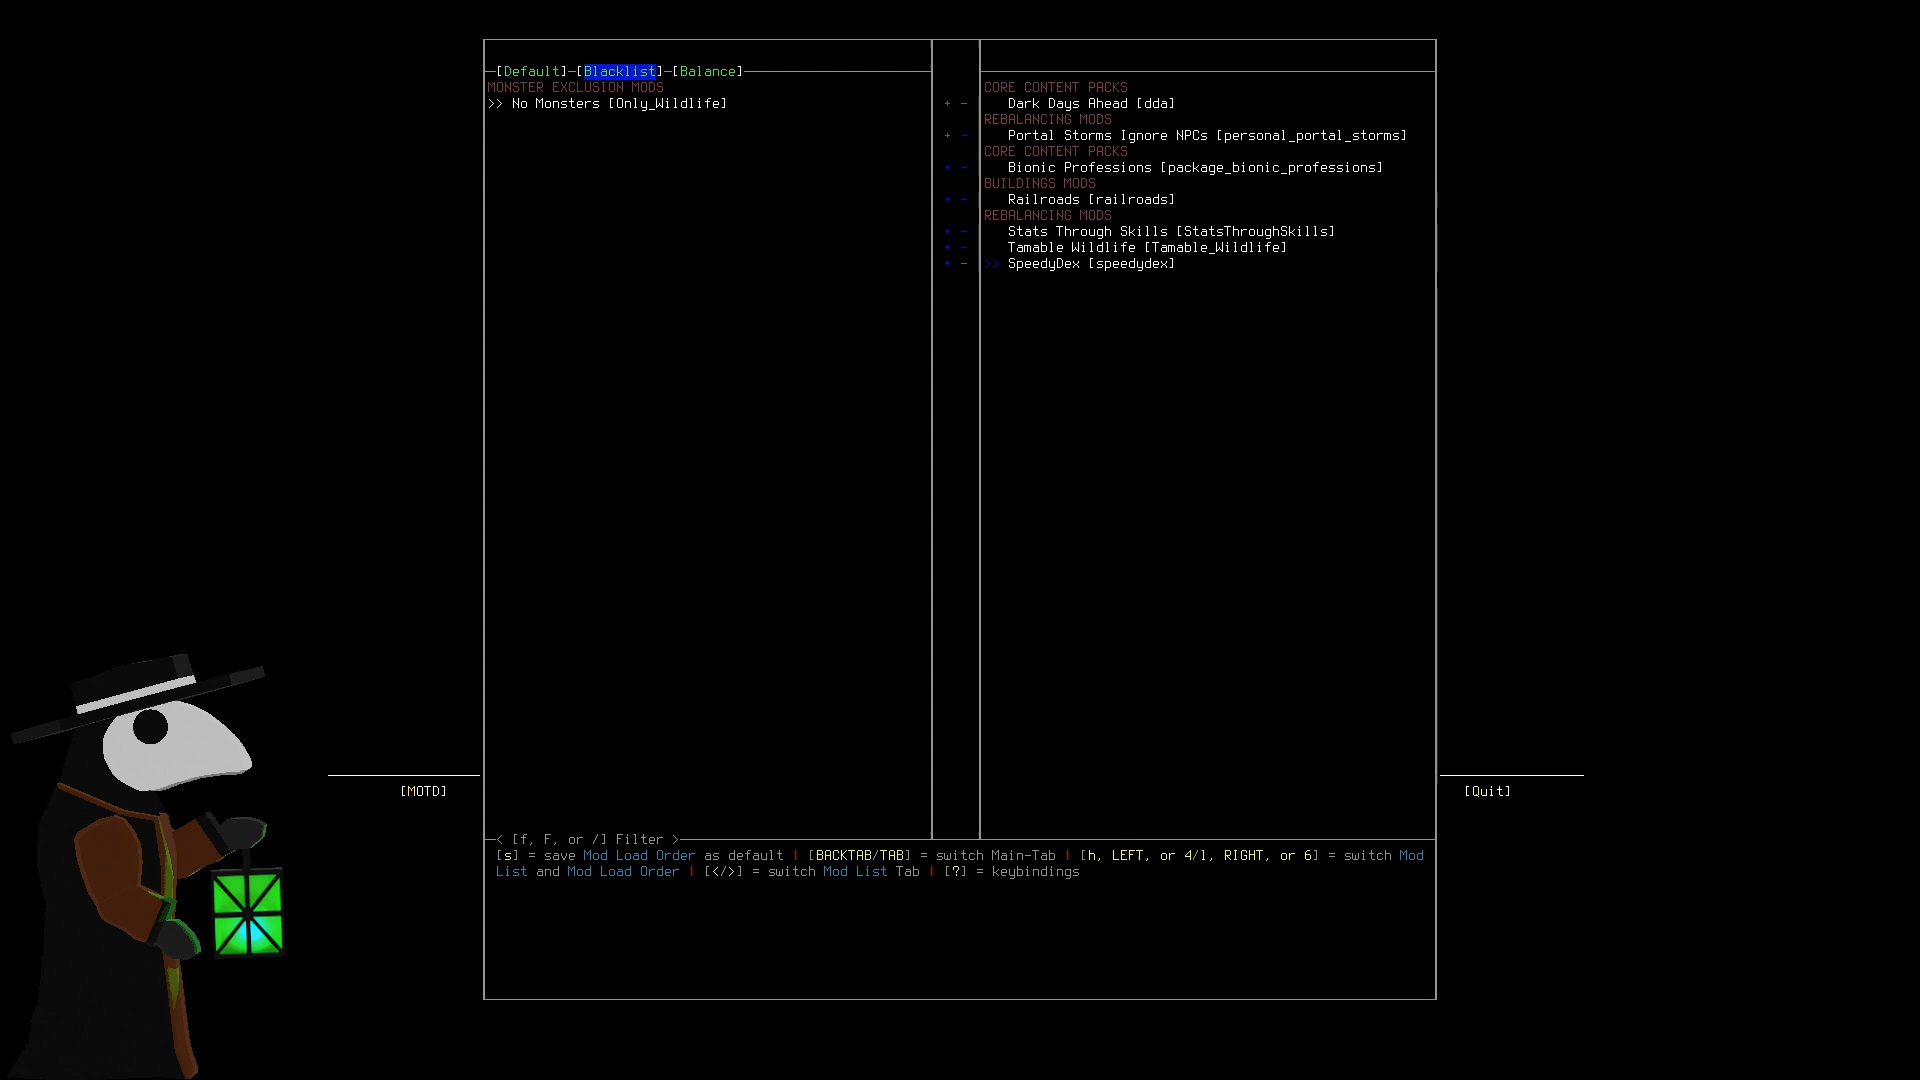 [Default]—[Blacklist]—[Balance]
MONSTER EXCLUSION MODS
>> No Monsters [Only_Wildlife]
CORE CONTENT PACKS
+ - Dark Days Ahead [dda]
REBALANCING MODS
+ - Portal Storms Ignore NPCs [personal_portal_storms]
CORE CONTENT PACKS
+ - Bionic Professions [package_bionic_professions]
BUILDINGS MODS
+ - Railroads [railroads]
REBALANCING MODS
+ - Stats Through Skills [StatsThroughSkills]
+ - Tamable Wildlife [Tamable_Wildlife]
+ - >> SpeedyDex [speedydex]
[MOTD]
[Quit]
< [f, F, or /] Filter >
[s] = save Mod Load Order as default | [BACKTAB/TAB] = switch Main-Tab | [h, LEFT, or 4/l, RIGHT, or 6] = switch Mod
List and Mod Load Order | [</>] = switch Mod List Tab | [?] = keybindings